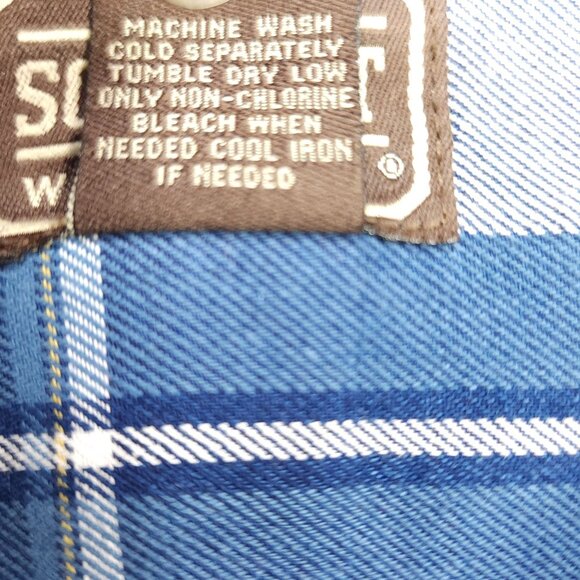 MACHINE WASH
COLD SEPARATELY
TUMBLE DRY LOW
ONLY NON-CHLORINE
BLEACH WHEN
NEEDED COOL IRON
IF NEEDED
®